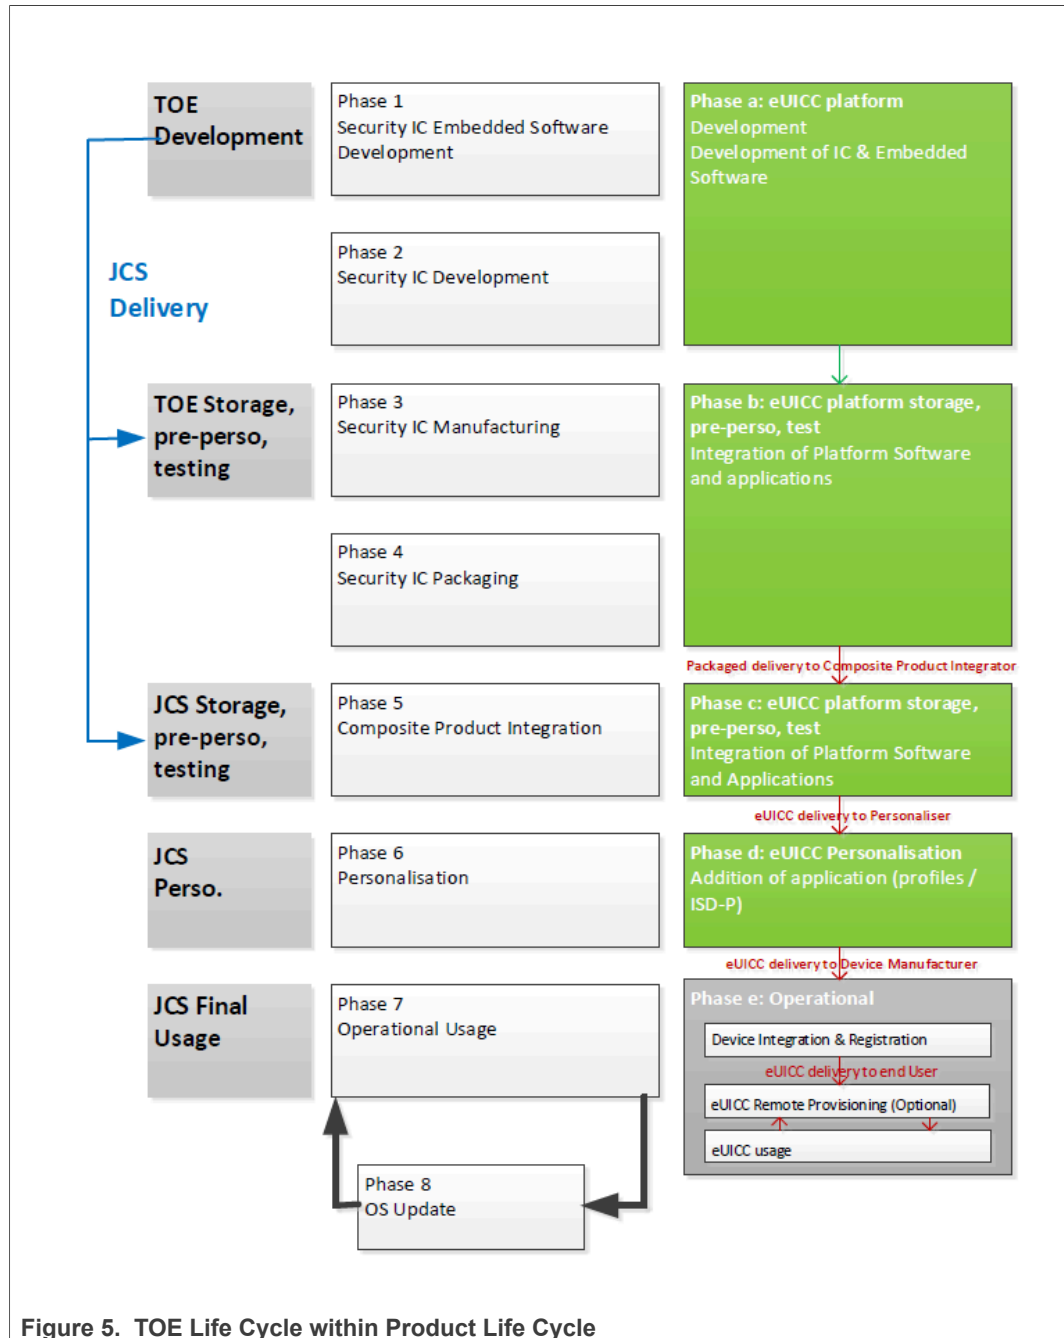 TOE
Development
Phase 1
Security IC Embedded Software
Development
Phase a: eUICC platform
Development
Development of IC & Embedded
Software
JCS
Delivery
Phase 2
Security IC Development
TOE Storage,
pre-perso,
testing
Phase 3
Security IC Manufacturing
Phase b: eUICC platform storage,
pre-perso, test
Integration of Platform Software
and applications
Phase 4
Security IC Packaging
Packaged delivery to Composite Product Integrator
JCS Storage,
pre-perso,
testing
Phase 5
Composite Product Integration
Phase c: eUICC platform storage,
pre-perso, test
Integration of Platform Software
and Applications
eUICC delivery to Personaliser
JCS
Perso.
Phase 6
Personalisation
Phase d: eUICC Personalisation
Addition of application (profiles /
ISD-P)
eUICC delivery to Device Manufacturer
JCS Final
Usage
Phase 7
Operational Usage
Phase e: Operational
Device Integration & Registration
eUICC delivery to end User
eUICC Remote Provisioning (Optional)
eUICC usage
Phase 8
OS Update
Figure 5. TOE Life Cycle within Product Life Cycle